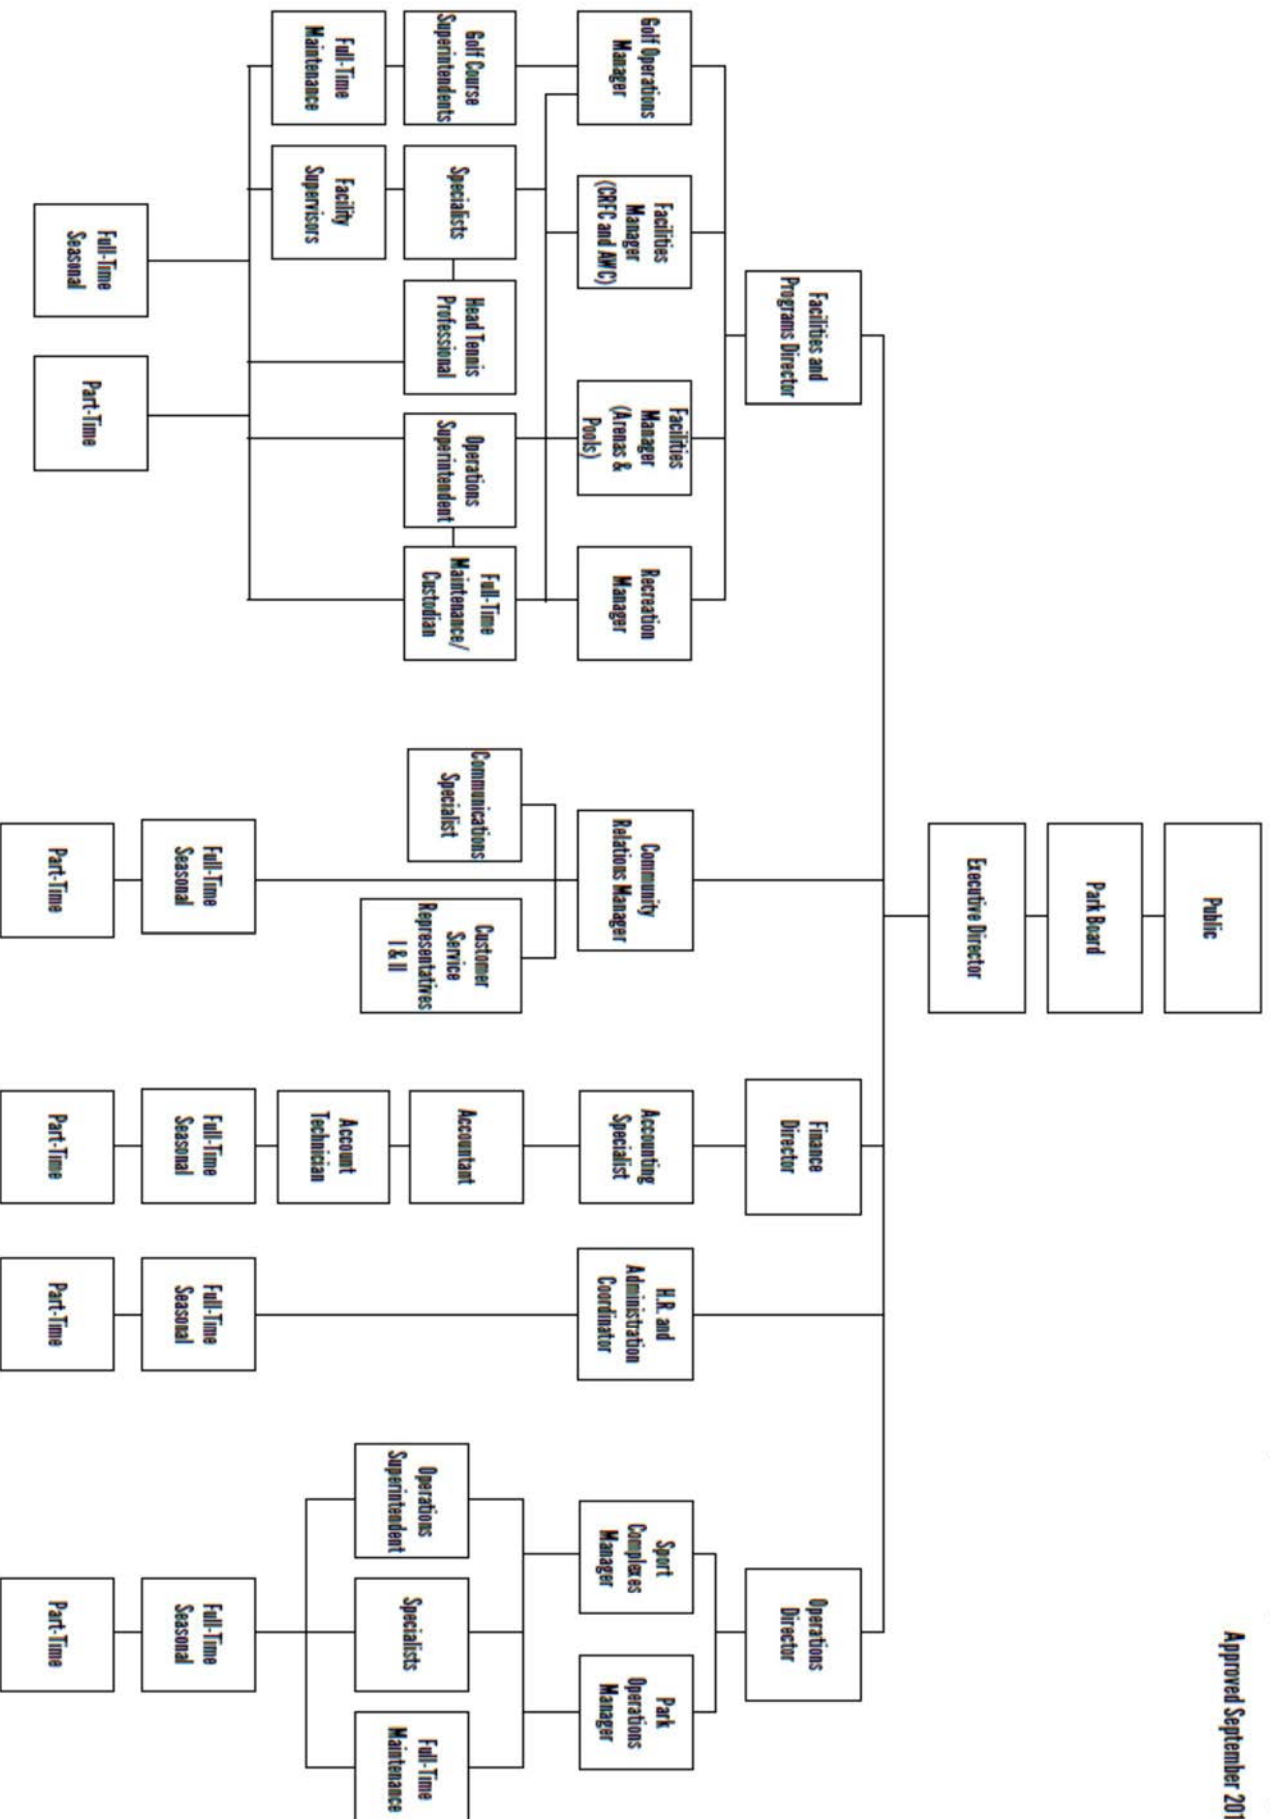 Approved September 201
Public
Park Board
Executive Director
Facilities and
Programs Director
Finance
Director
Operations
Director
Golf Operations
Manager
Facilities
Manager
(CRFC and AWC)
Facilities
Manager
(Arenas &
Pools)
Recreation
Manager
Community
Relations Manager
Accounting
Specialist
H.R. and
Administration
Coordinator
Sport
Complexes
Manager
Park
Operations
Manager
Golf Course
Superintendents
Specialists
Head Tennis
Professional
Operations
Superintendent
Full-Time
Maintenance/
Custodian
Communications
Specialist
Customer
Service
Representatives
I & II
Accountant
Operations
Superintendent
Specialists
Full-Time
Maintenance
Full-Time
Maintenance
Facility
Supervisors
Account
Technician
Full-Time
Seasonal
Part-Time
Full-Time
Seasonal
Full-Time
Seasonal
Full-Time
Seasonal
Full-Time
Seasonal
Part-Time
Part-Time
Part-Time
Part-Time